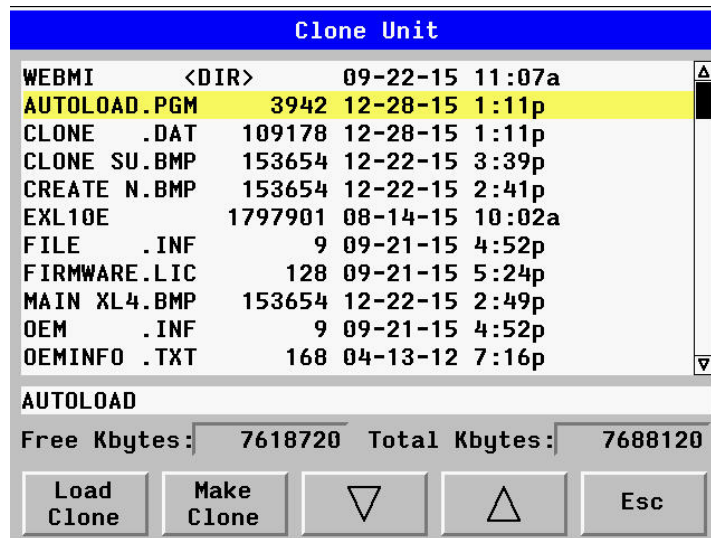 Clone Unit
WEBMI <DIR> 09-22-15 11:07a
AUTOLOAD.PGM 3942 12-28-15 1:11p
CLONE .DAT 109178 12-28-15 1:11p
CLONE SU.BMP 153654 12-22-15 3:39p
CREATE N.BMP 153654 12-22-15 2:41p
EXL10E 1797901 08-14-15 10:02a
FILE .INF 9 09-21-15 4:52p
FIRMWARE.LIC 128 09-21-15 5:24p
MAIN XL4.BMP 153654 12-22-15 2:49p
OEM .INF 9 09-21-15 4:52p
OEMINFO .TXT 168 04-13-12 7:16p
AUTOLOAD
Free Kbytes: 7618720 Total Kbytes: 7688120
Load Clone
Make Clone
Esc